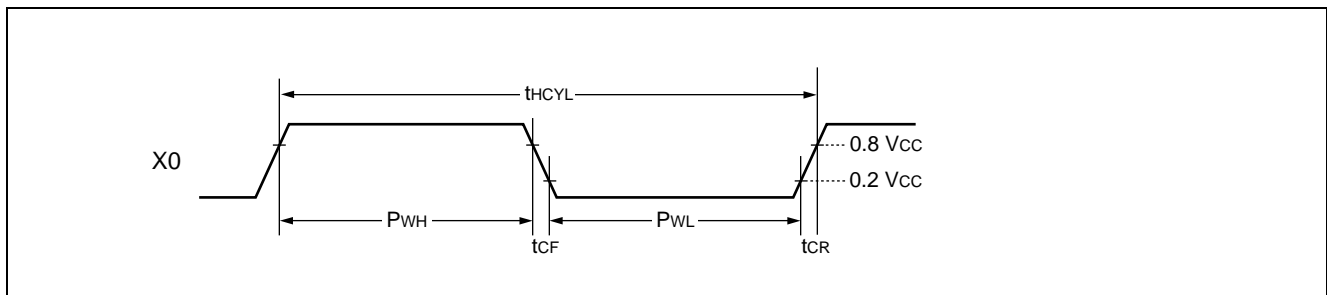 tHCYL
X0
0.8 VCC
0.2 VCC
PWH
PWL
tCF
tCR